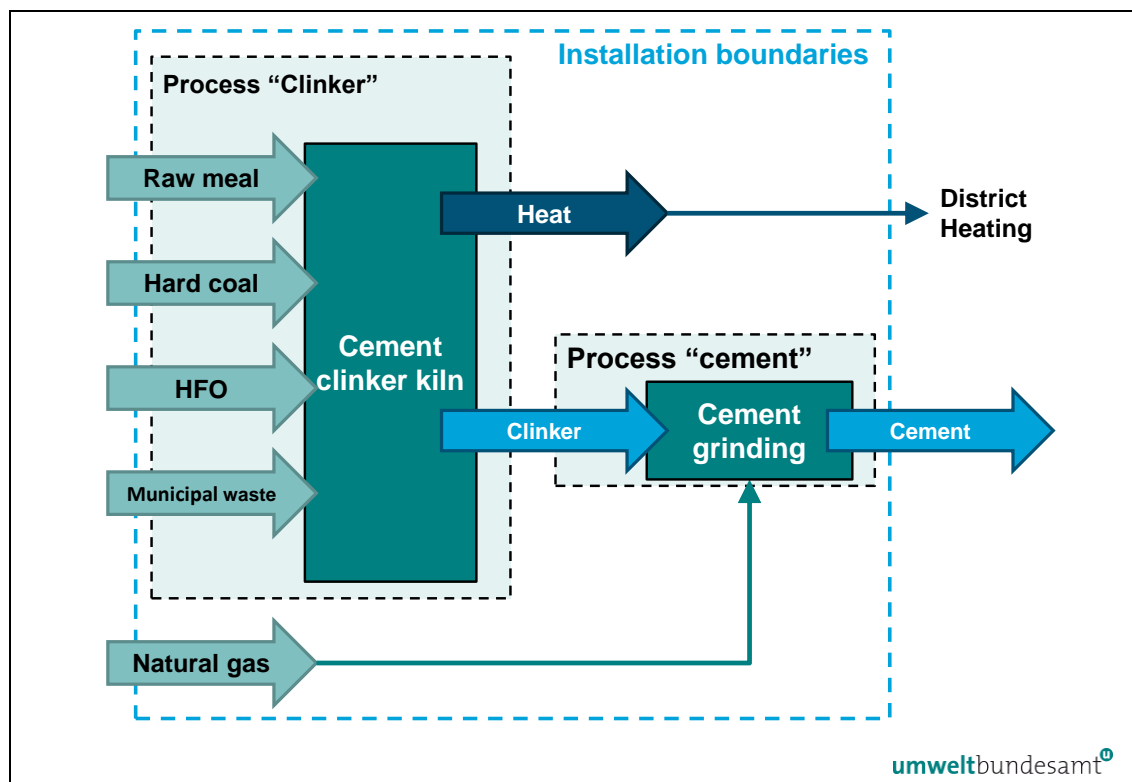 Installation boundaries
Process “Clinker”
Raw meal
Hard coal
HFO
Municipal waste
Cement
clinker kiln
Heat
District
Heating
Process “cement”
Clinker
Cement
grinding
Cement
Natural gas
umweltbundesamt
u